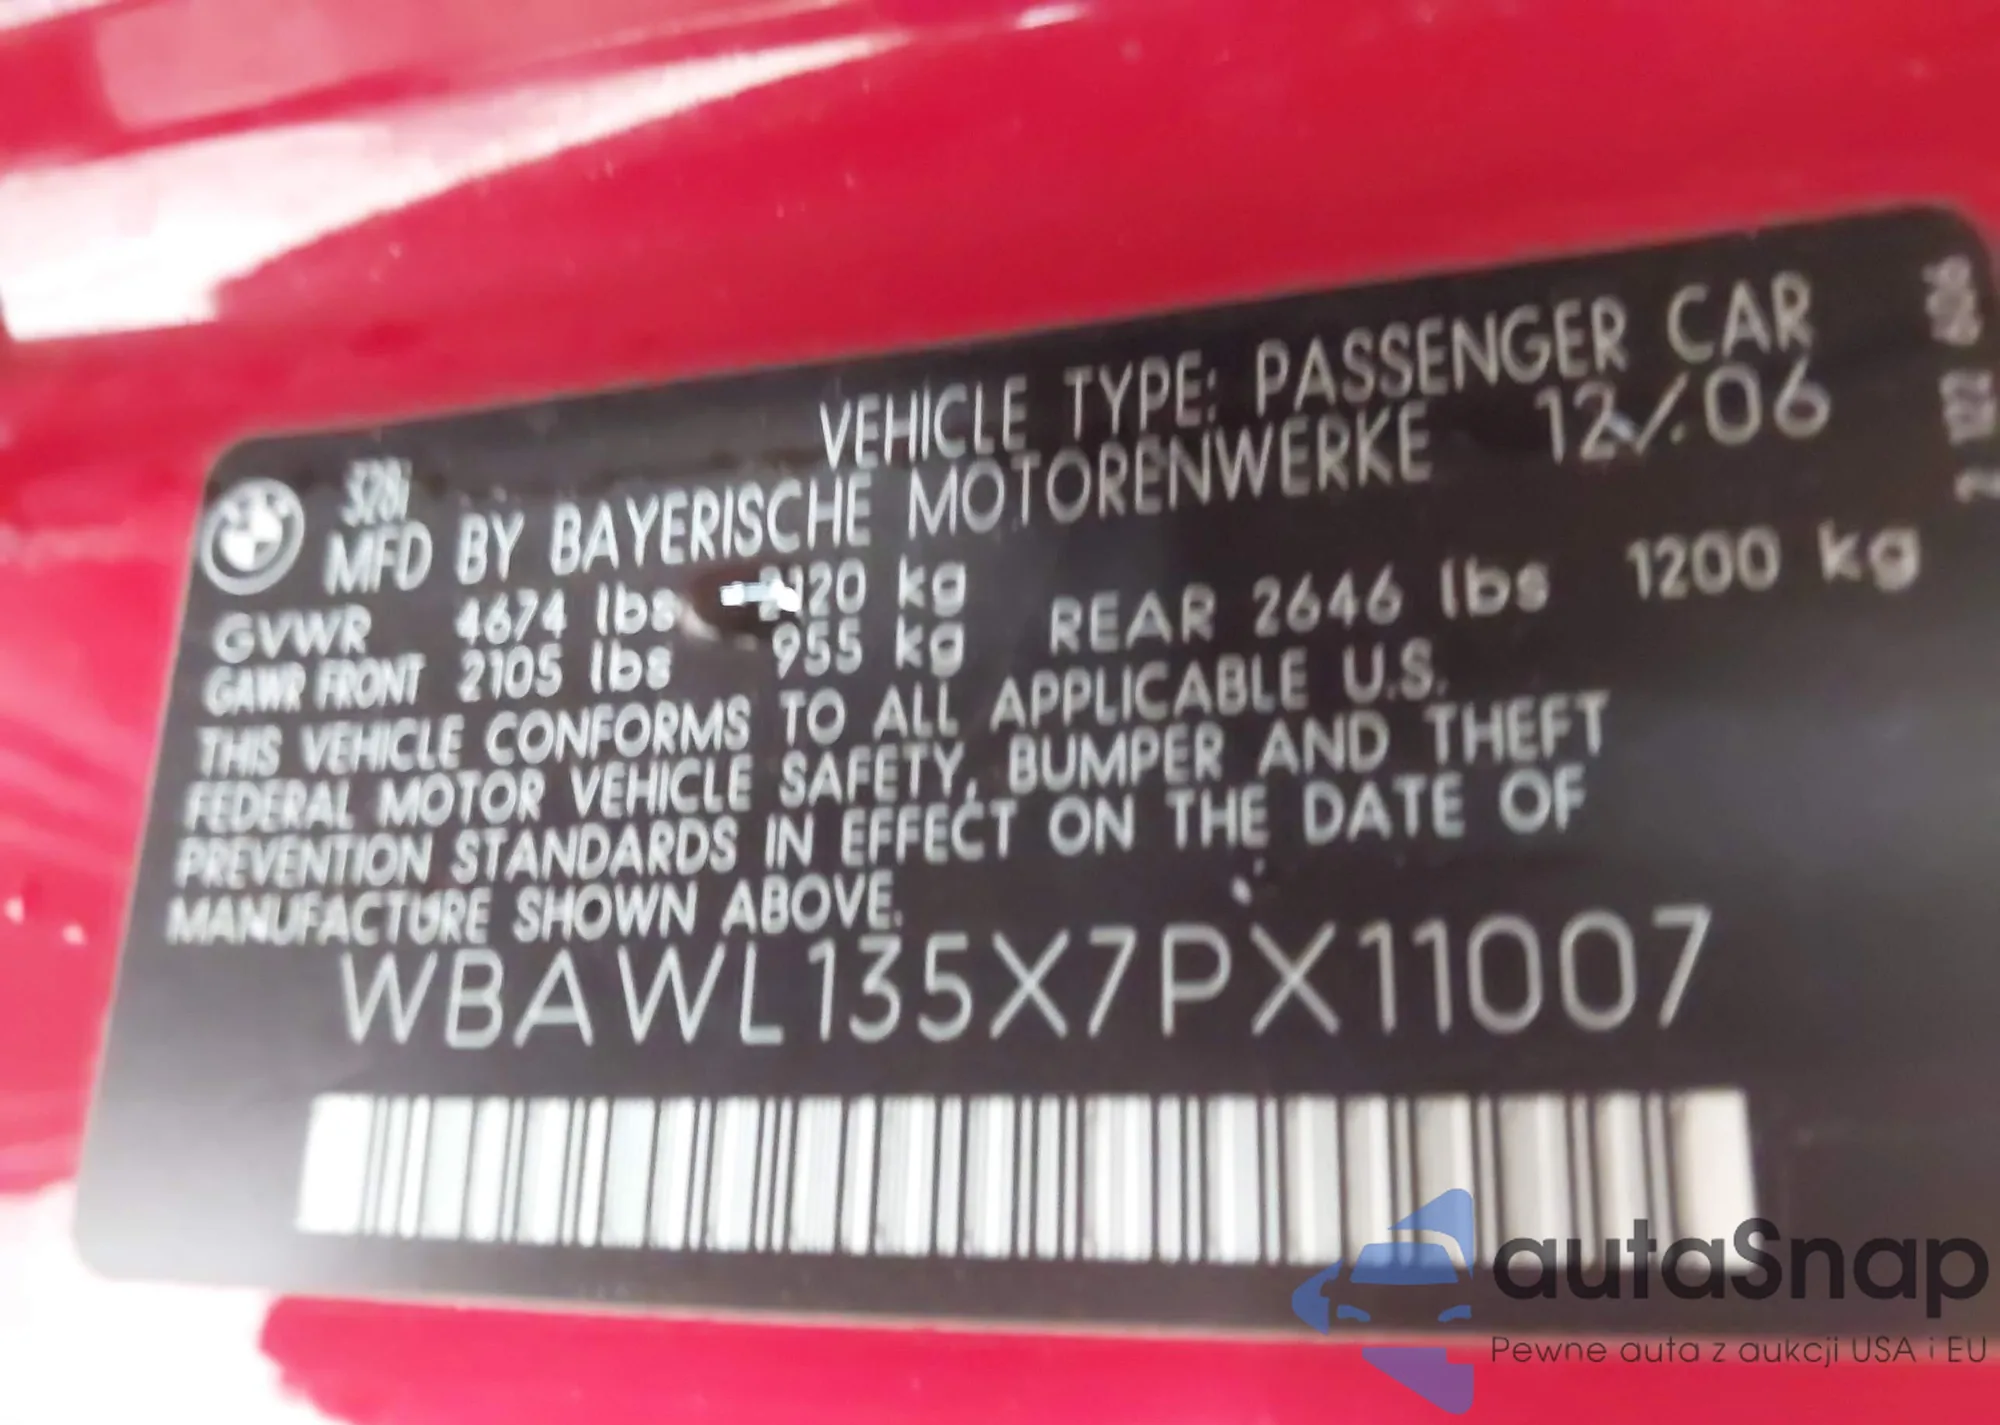 VEHICLE TYPE: PASSENGER CAR
328i
MFD BY BAYERISCHE MOTORENWERKE 12/06
GVWR 4674 lbs 2120 kg
GAWR FRONT 2105 lbs 955 kg REAR 2646 lbs 1200 kg
THIS VEHICLE CONFORMS TO ALL APPLICABLE U.S.
FEDERAL MOTOR VEHICLE SAFETY, BUMPER AND THEFT
PREVENTION STANDARDS IN EFFECT ON THE DATE OF
MANUFACTURE SHOWN ABOVE.
WBAWL135X7PX11007
autaSnap
Pewne auta z aukcji USA i EU